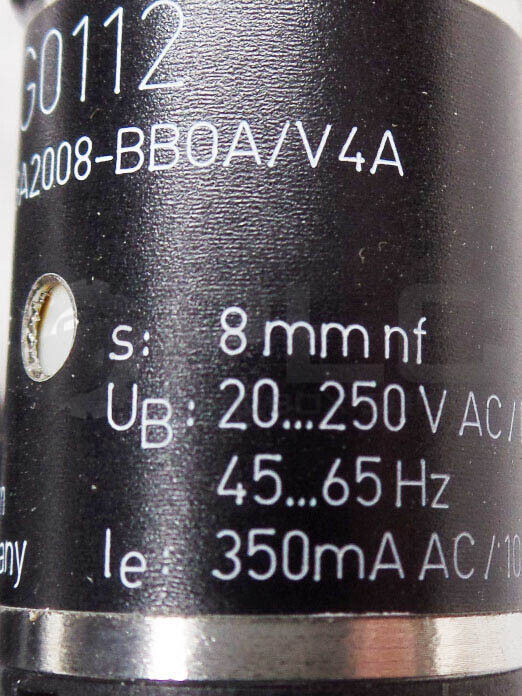 G0112
A2008-BBOA/V4A
s: 8 mm nf
UB: 20...250 V AC/
45...65 Hz
any Ie: 350mA AC /10